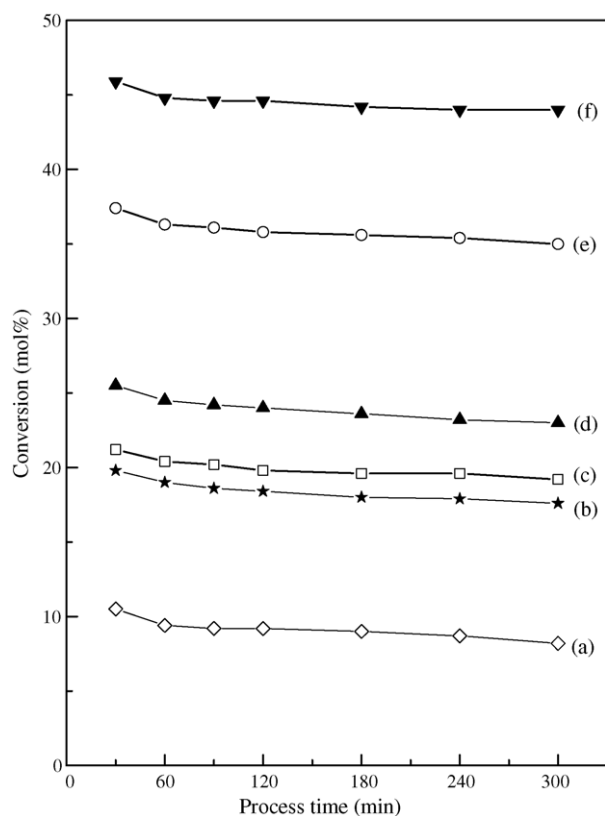 50
40
30
20
10
0
0 60 120 180 240 300
Conversion (mol%)
Process time (min)
(f)
(e)
(d)
(c)
(b)
(a)